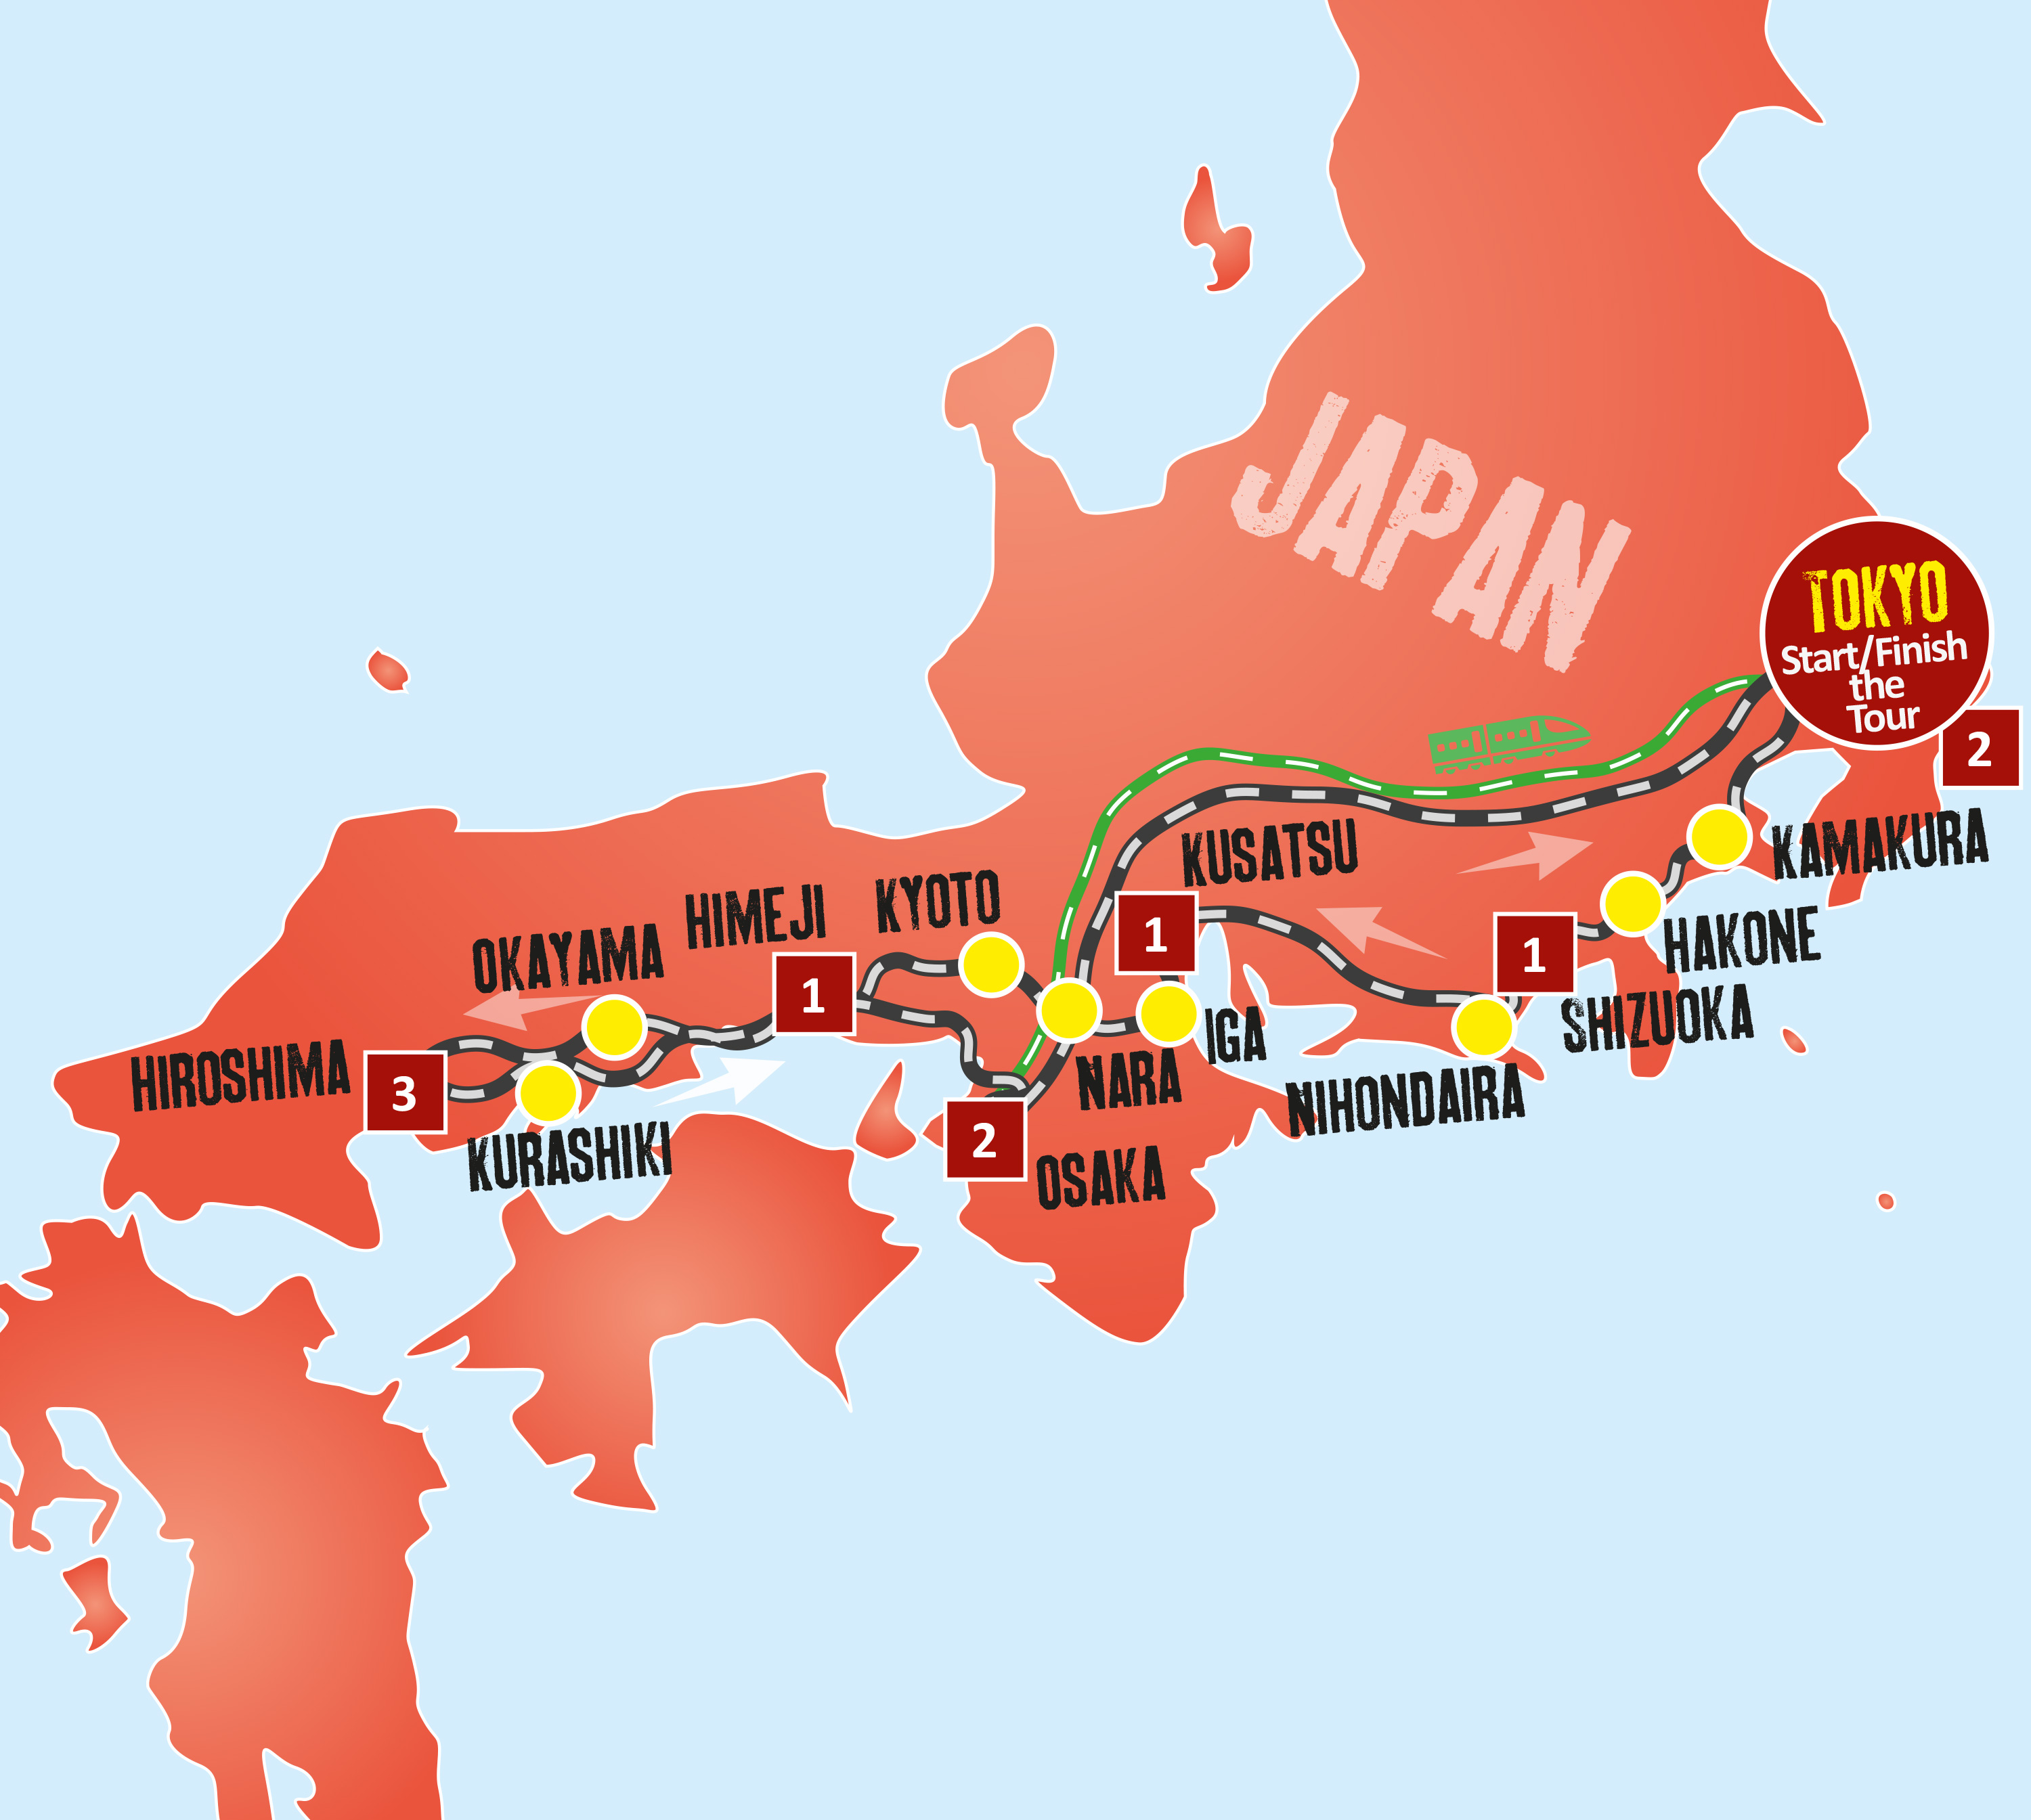 JAPAN
TOKYO
Start/Finish
the
Tour
2
KAMAKURA
KUSATSU
1
HAKONE
1
SHIZUOKA
KYOTO
HIMEJI
1
OKAYAMA
IGA
NARA
NIHONDAIRA
HIROSHIMA
3
KURASHIKI
2
OSAKA